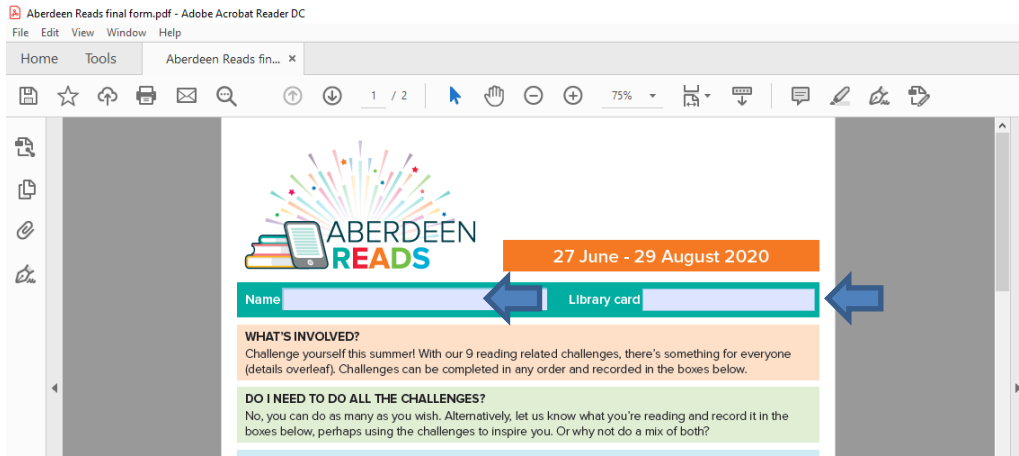 Aberdeen Reads final form.pdf - Adobe Acrobat Reader DC
File Edit View Window Help
Home Tools Aberdeen Reads fin... ×
1 / 2 75%
ABERDEEN
READS
27 June - 29 August 2020
Name Library card
WHAT'S INVOLVED?
Challenge yourself this summer! With our 9 reading related challenges, there's something for everyone
(details overleaf). Challenges can be completed in any order and recorded in the boxes below.
DO I NEED TO DO ALL THE CHALLENGES?
No, you can do as many as you wish. Alternatively, let us know what you're reading and record it in the
boxes below, perhaps using the challenges to inspire you. Or why not do a mix of both?